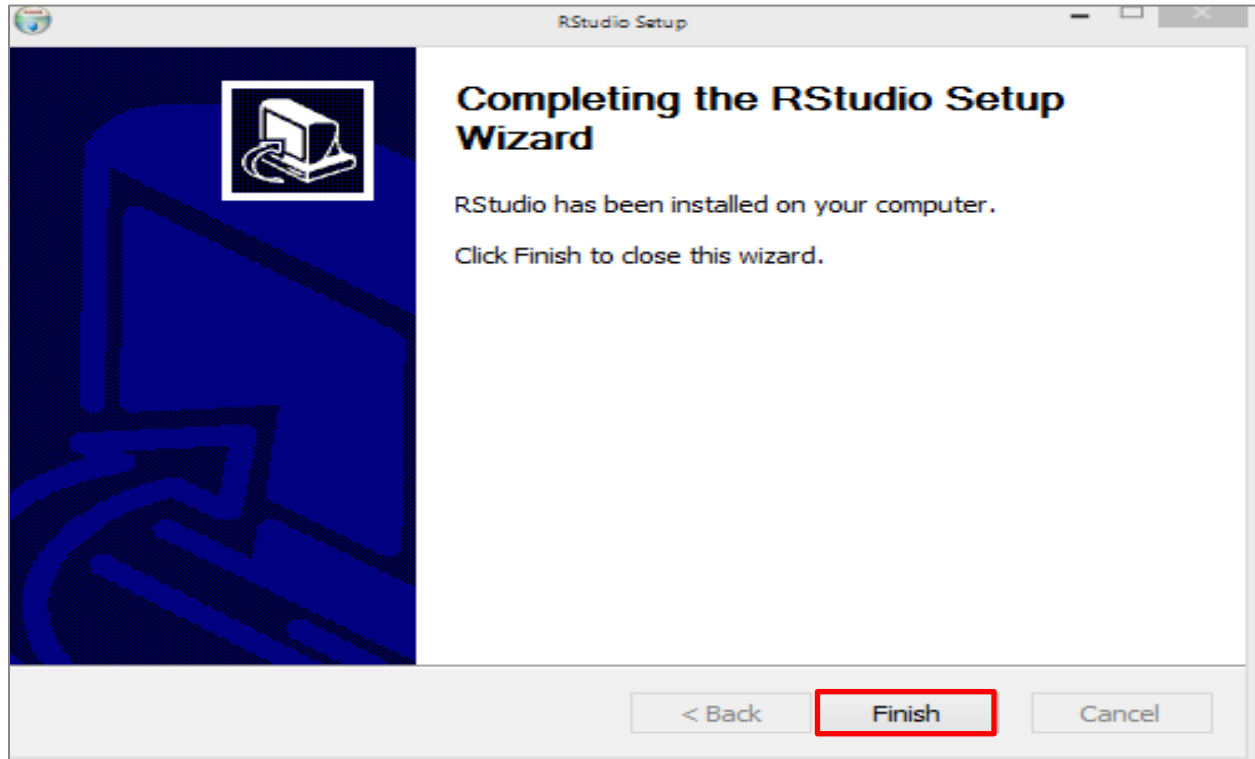 RStudio Setup
Completing the RStudio Setup
Wizard
RStudio has been installed on your computer.
Click Finish to close this wizard.
< Back Finish Cancel